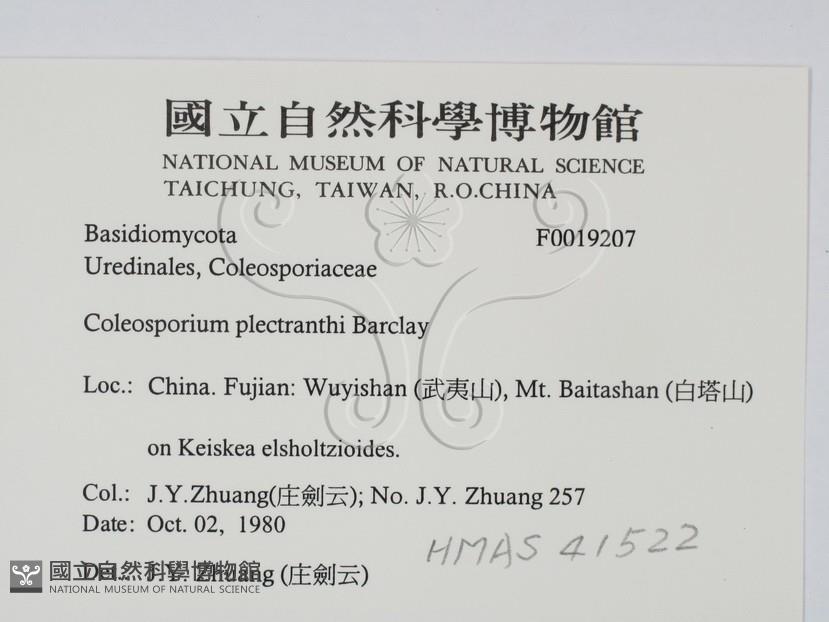 國立自然科學博物館
NATIONAL MUSEUM OF NATURAL SCIENCE
TAICHUNG, TAIWAN, R.O.CHINA
Basidiomycota F0019207
Uredinales, Coleosporiaceae
Coleosporium plectranthi Barclay
Loc.: China. Fujian: Wuyishan (武夷山), Mt. Baitashan (白塔山)
on Keiskea elsholtzioides.
Col.: J.Y.Zhuang(庄劍云); No. J.Y. Zhuang 257
Date: Oct. 02, 1980
HMAS 41522
Det.: J.Y. Zhuang (庄劍云)
國立自然科學博物館
NATIONAL MUSEUM OF NATURAL SCIENCE